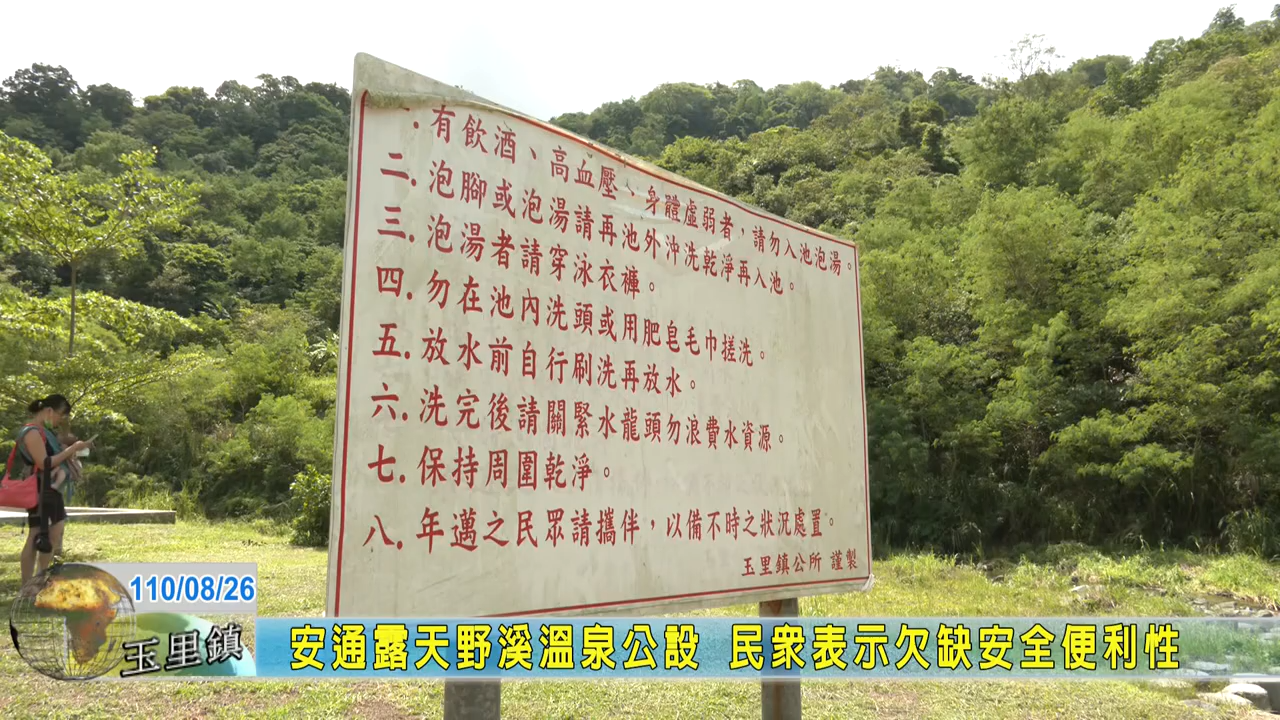 一.有飲酒、高血壓、身體虛弱者，請勿入池泡湯。
二.泡腳或泡湯請再池外沖洗乾淨再入池。
三.泡湯者請穿泳衣褲。
四.勿在池內洗頭或用肥皂毛巾搓洗。
五.放水前自行刷洗再放水。
六.洗完後請關緊水龍頭勿浪費水資源。
七.保持周圍乾淨。
八.年邁之民眾請攜伴，以備不時之狀況處置。
玉里鎮公所 謹製
110/08/26
玉里鎮
安通露天野溪溫泉公設 民衆表示欠缺安全便利性